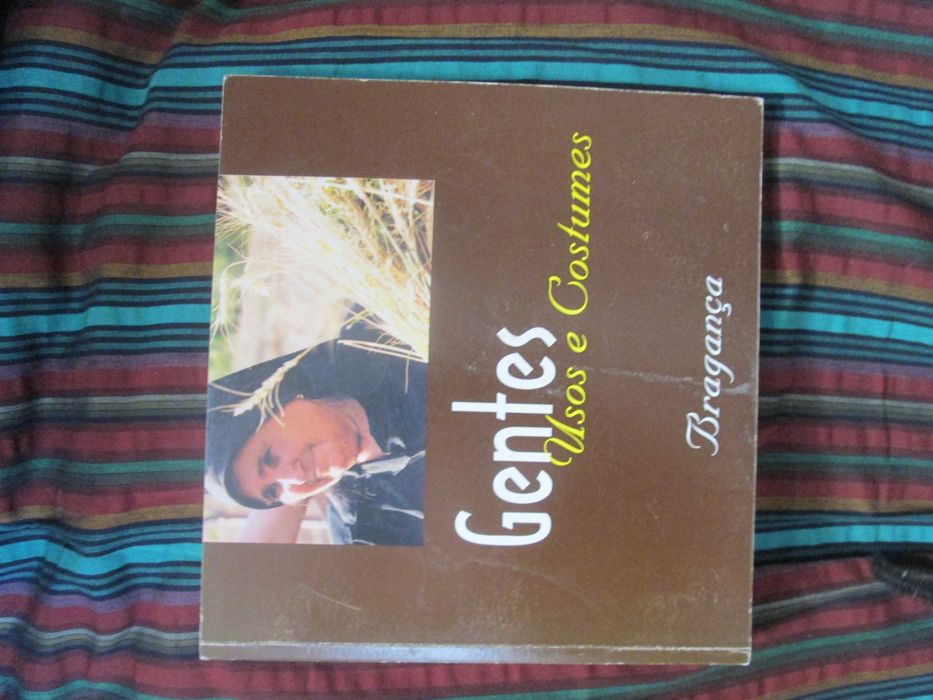 Gentes
Usos e Costumes
Bragança